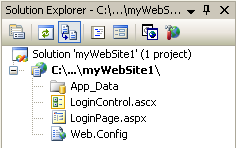 Solution Explorer - C:\...\myWebS...
Solution 'myWebSite1' (1 project)
C:\...\myWebSite1\
App_Data
LoginControl.ascx
LoginPage.aspx
Web.Config